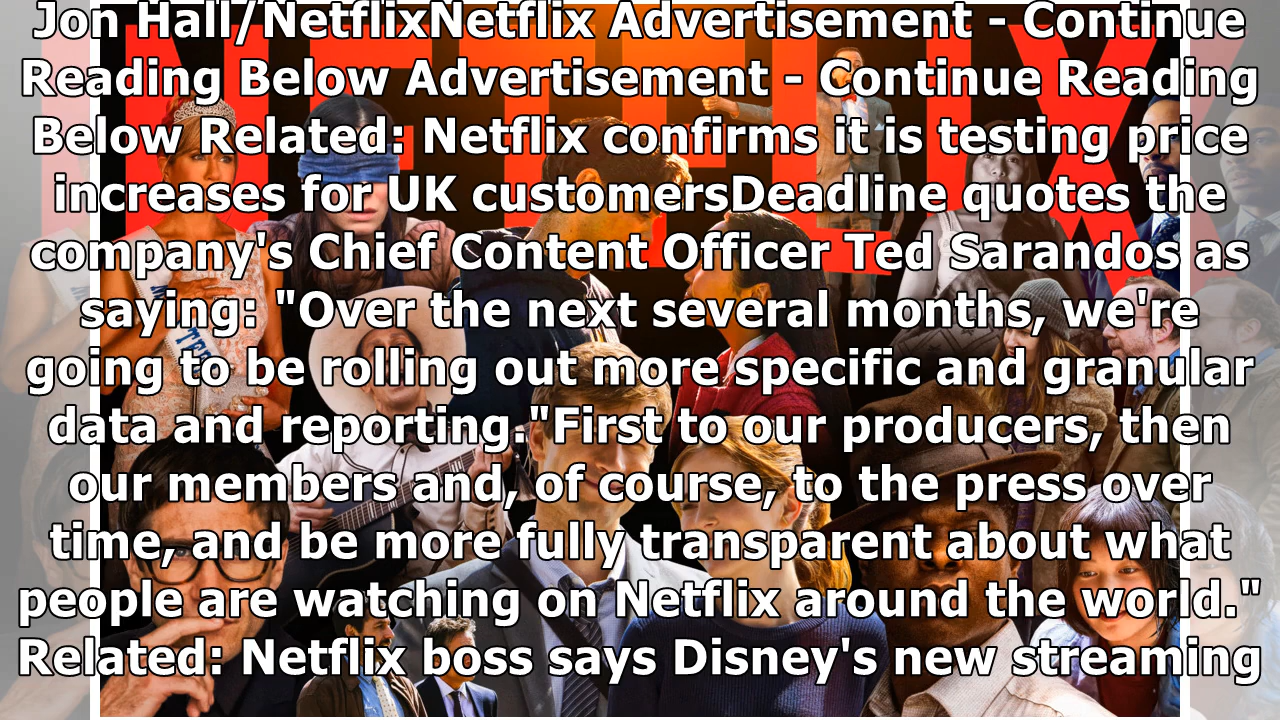 NETFLIX
Jon Hall/NetflixNetflix Advertisement - Continue
Reading Below Advertisement - Continue Reading
Below Related: Netflix confirms it is testing price
increases for UK customersDeadline quotes the
company's Chief Content Officer Ted Sarandos as
saying: "Over the next several months, we're
going to be rolling out more specific and granular
data and reporting."First to our producers, then
our members and, of course, to the press over
time, and be more fully transparent about what
people are watching on Netflix around the world."
Related: Netflix boss says Disney's new streaming